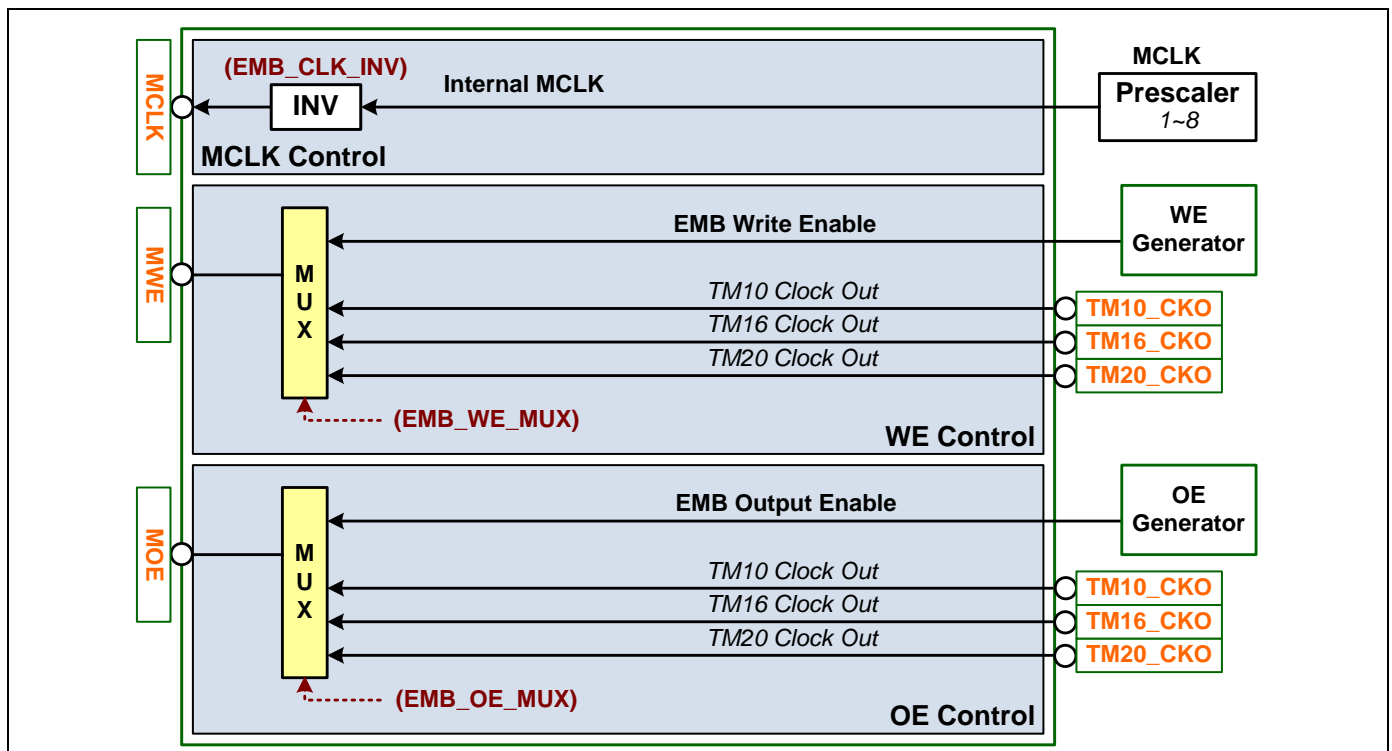 MCLK
(EMB_CLK_INV)
INV
Internal MCLK
MCLK
Prescaler
1~8
MCLK Control
MWE
M
U
X
EMB Write Enable
WE
Generator
TM10 Clock Out
TM10_CKO
TM16 Clock Out
TM16_CKO
TM20 Clock Out
TM20_CKO
(EMB_WE_MUX)
WE Control
MOE
M
U
X
EMB Output Enable
OE
Generator
TM10 Clock Out
TM10_CKO
TM16 Clock Out
TM16_CKO
TM20 Clock Out
TM20_CKO
(EMB_OE_MUX)
OE Control